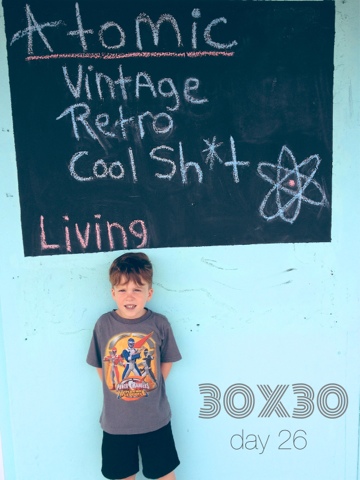 Atomic
Vintage
Retro
Cool Sh*t
Living
POWER RANGERS
30X30
day 26